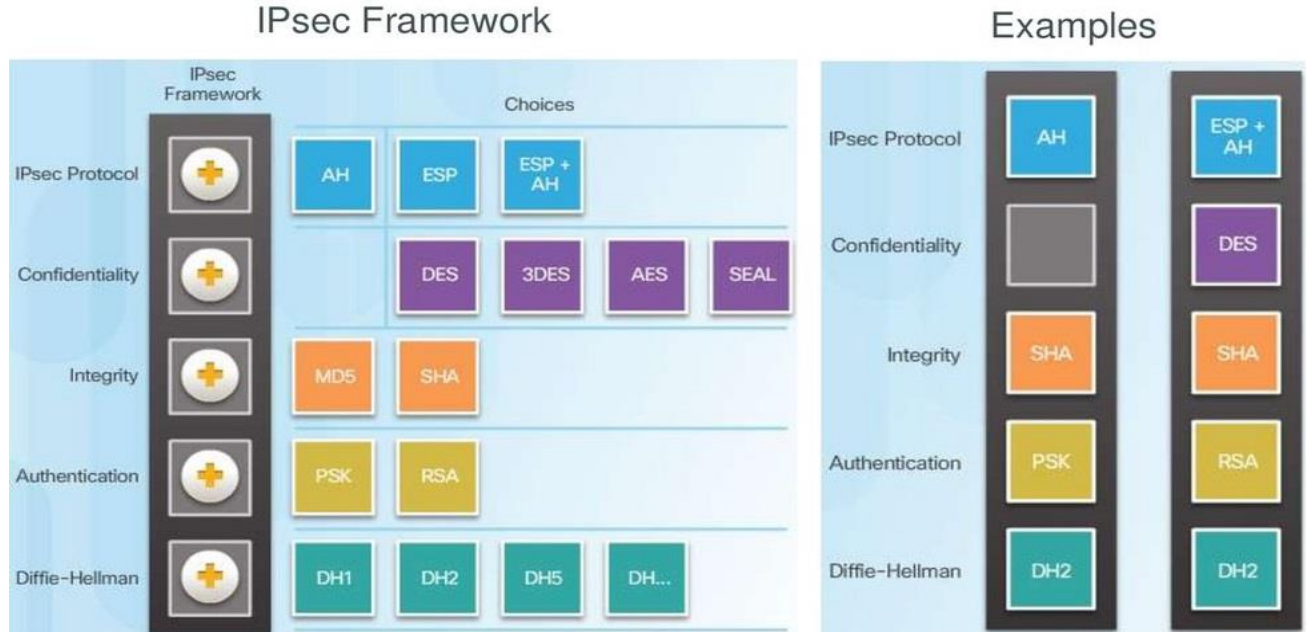 IPsec Framework
IPsec
Framework
Choices
IPsec Protocol
AH
ESP
ESP +
AH
Confidentiality
DES
3DES
AES
SEAL
Integrity
MD5
SHA
Authentication
PSK
RSA
Diffie-Hellman
DH1
DH2
DH5
DH...
Examples
IPsec Protocol
AH
ESP +
AH
Confidentiality
DES
Integrity
SHA
SHA
Authentication
PSK
RSA
Diffie-Hellman
DH2
DH2